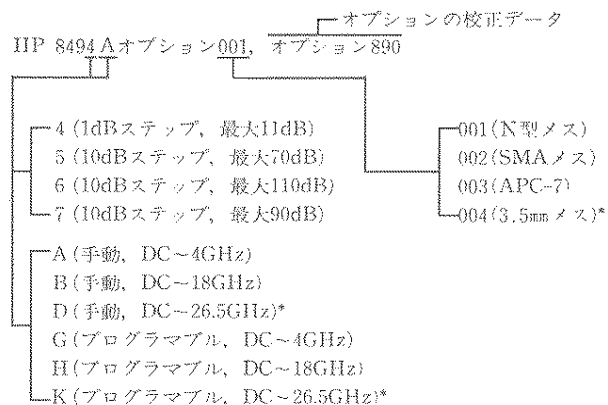 オプションの校正データ
HP 8494Aオプション001, オプション890
4 (1dBステップ, 最大11dB)
5 (10dBステップ, 最大70dB)
6 (10dBステップ, 最大110dB)
7 (10dBステップ, 最大90dB)
001(N型メス)
002(SMAメス)
003(APC-7)
004(3.5mmメス)*
A(手動, DC~4GHz)
B(手動, DC~18GHz)
D(手動, DC~26.5GHz)*
G(プログラマブル, DC~4GHz)
H(プログラマブル, DC~18GHz)
K(プログラマブル, DC~26.5GHz)*